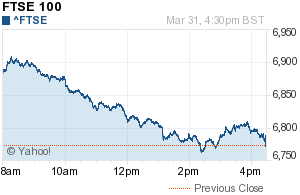 FTSE 100
^FTSE
Mar 31, 4:30pm BST
6,950
6,900
6,850
6,800
6,750
© Yahoo!
8am 10am 12pm 2pm 4pm
Previous Close